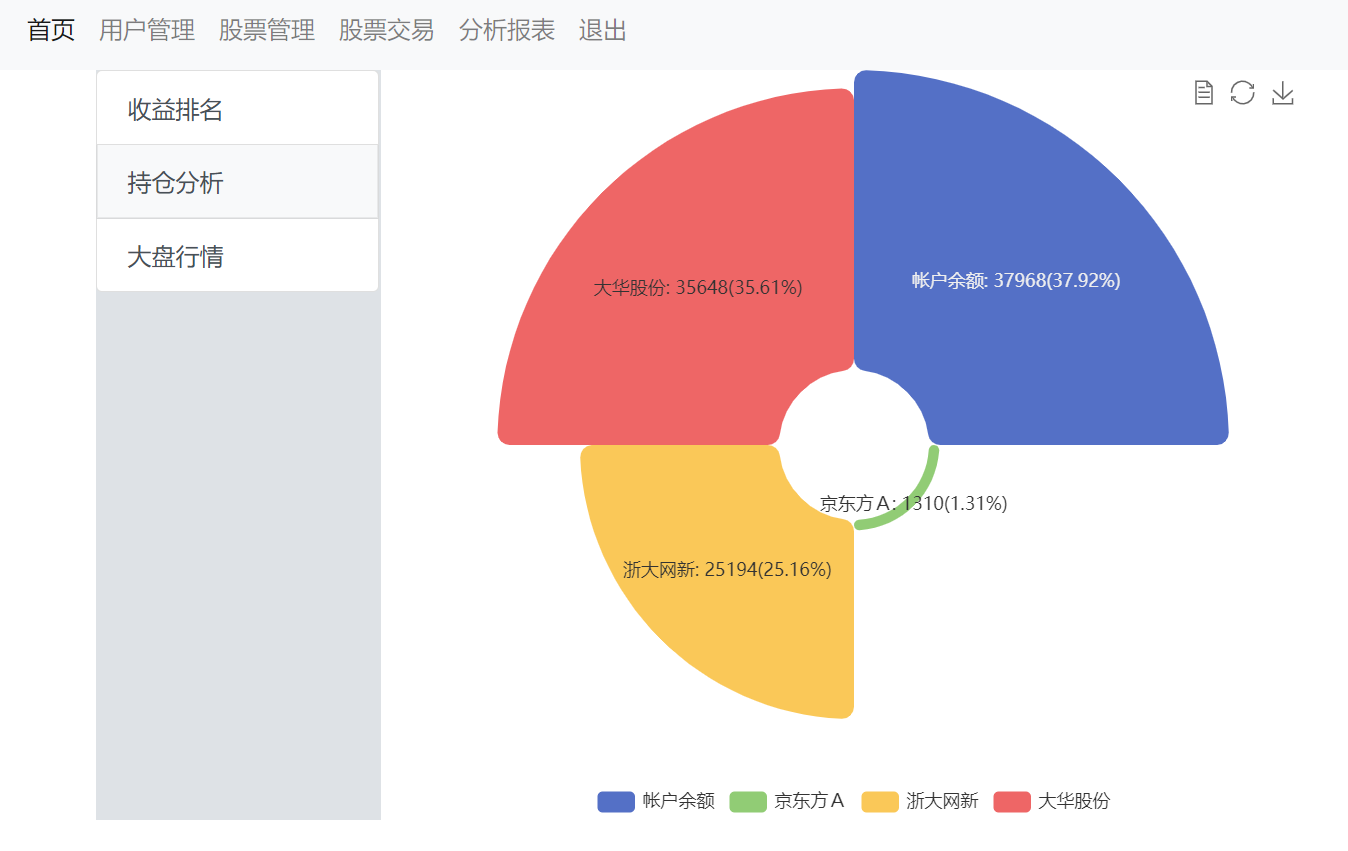 首页 用户管理 股票管理 股票交易 分析报表 退出
收益排名
持仓分析
大盘行情
大华股份: 35648(35.61%)
帐户余额: 37968(37.92%)
京东方Ａ: 1310(1.31%)
浙大网新: 25194(25.16%)
帐户余额 京东方Ａ 浙大网新 大华股份